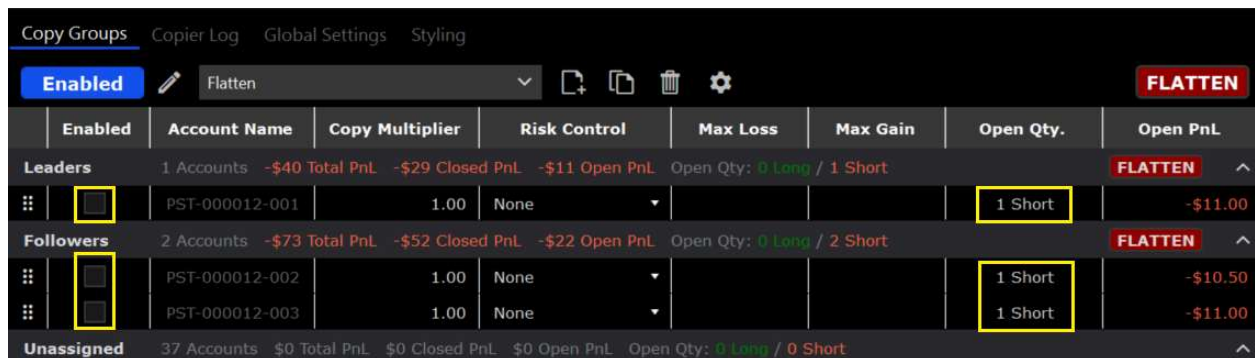 Copy Groups Copier Log Global Settings Styling
Enabled Flatten FLATTEN
Enabled Account Name Copy Multiplier Risk Control Max Loss Max Gain Open Qty. Open PnL
Leaders 1 Accounts -$40 Total PnL -$29 Closed PnL -$11 Open PnL Open Qty: 0 Long / 1 Short FLATTEN
PST-000012-001 1.00 None 1 Short -$11.00
Followers 2 Accounts -$73 Total PnL -$52 Closed PnL -$22 Open PnL Open Qty: 0 Long / 2 Short FLATTEN
PST-000012-002 1.00 None 1 Short -$10.50
PST-000012-003 1.00 None 1 Short -$11.00
Unassigned 37 Accounts $0 Total PnL $0 Closed PnL $0 Open PnL Open Qty: 0 Long / 0 Short